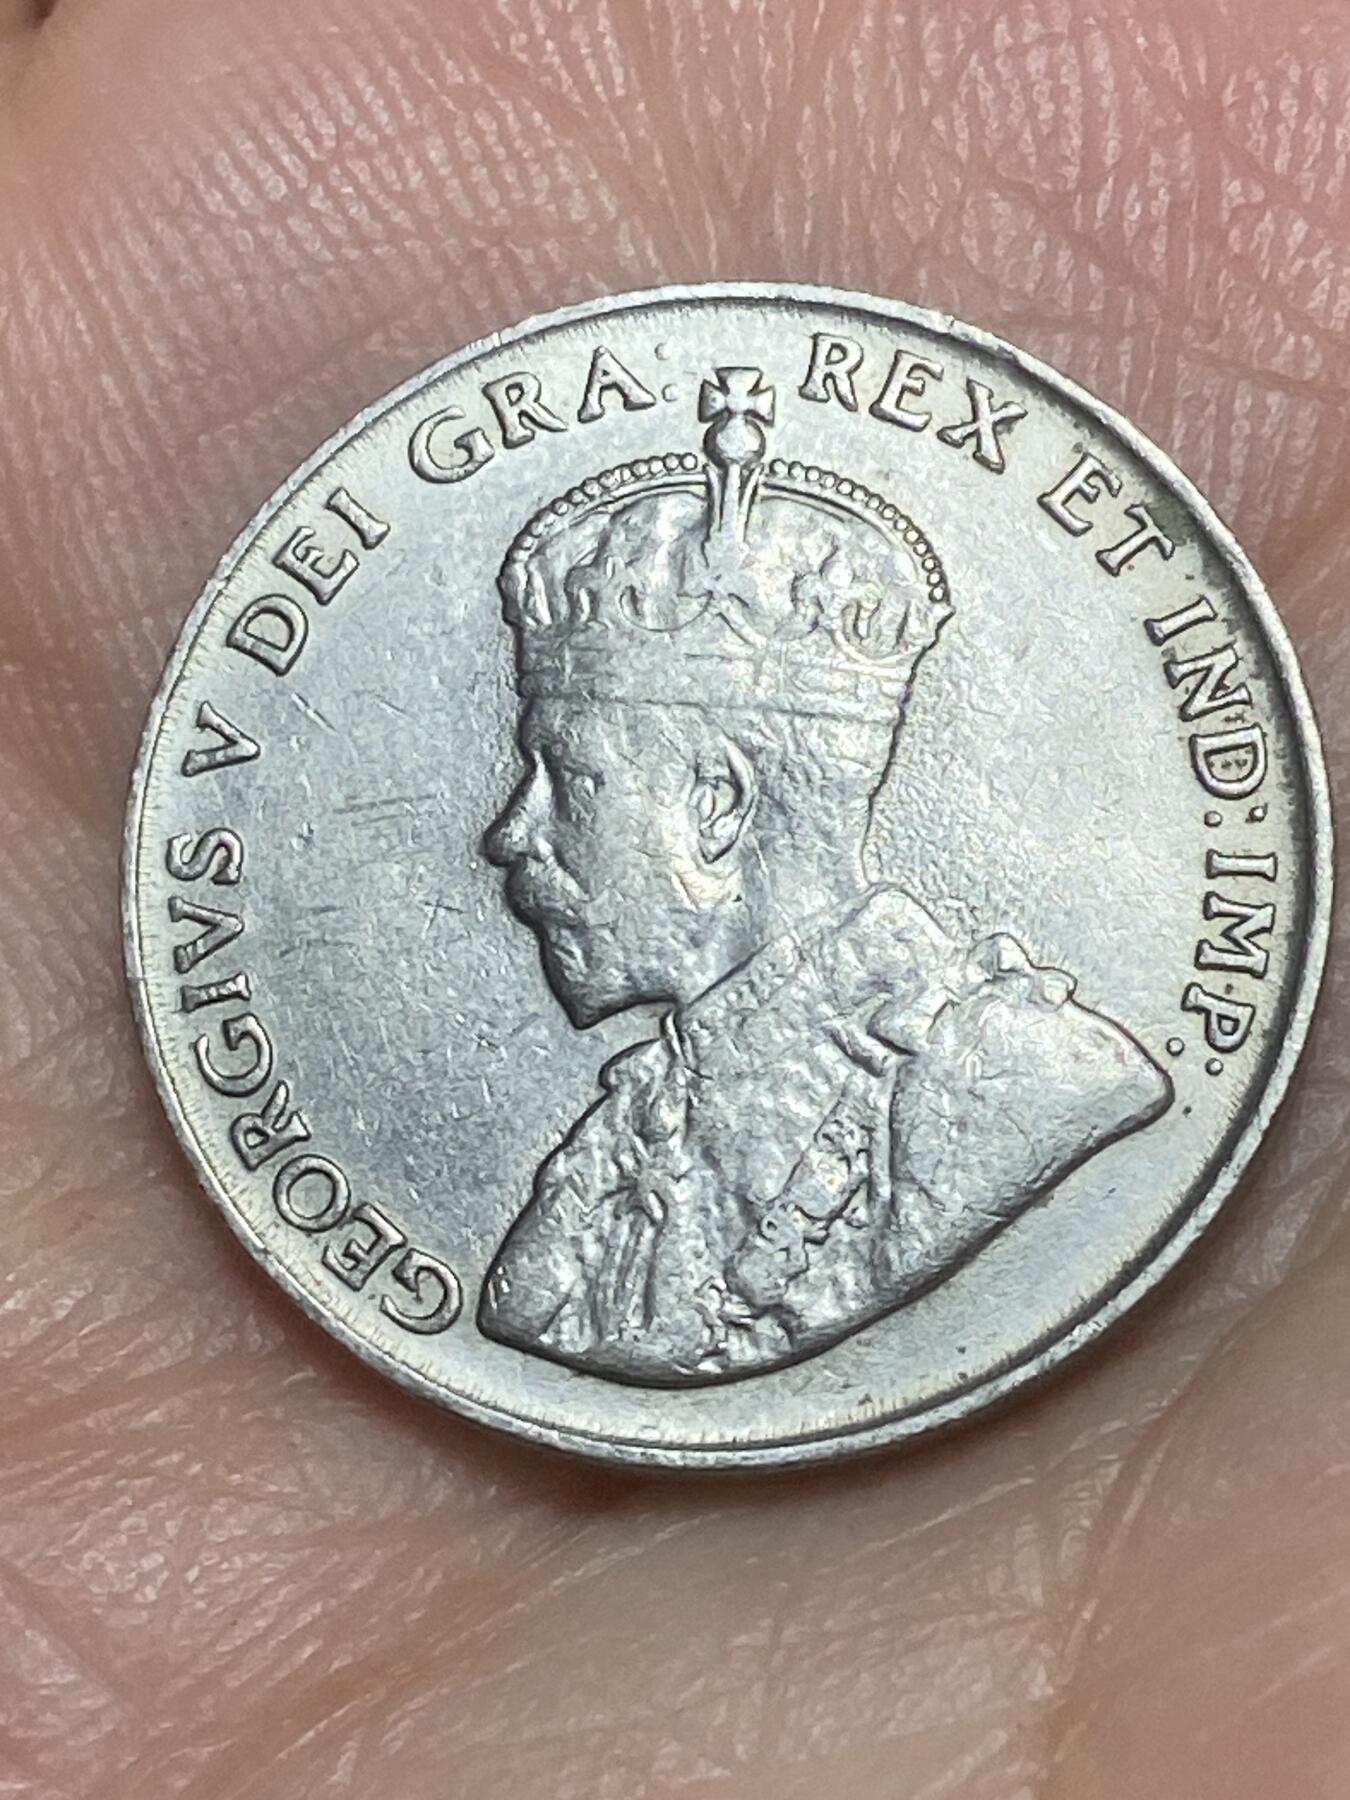 GEORGIVS V DEI GRA: REX ET IND: IMP: